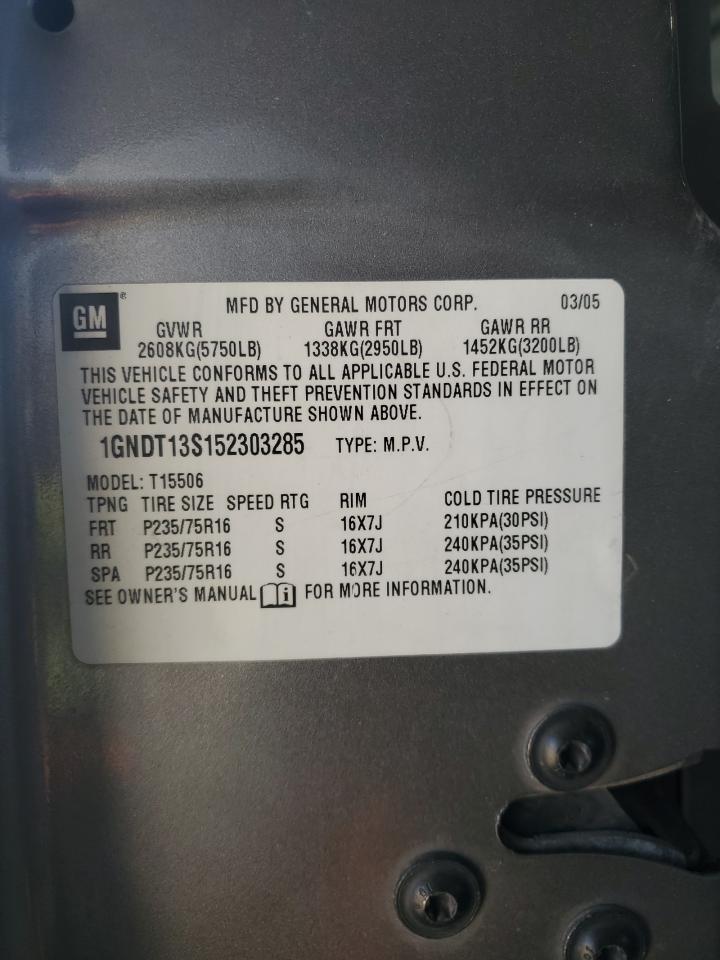 GM® MFD BY GENERAL MOTORS CORP. 03/05
GVWR GAWR FRT GAWR RR
2608KG(5750LB) 1338KG(2950LB) 1452KG(3200LB)
THIS VEHICLE CONFORMS TO ALL APPLICABLE U.S. FEDERAL MOTOR
VEHICLE SAFETY AND THEFT PREVENTION STANDARDS IN EFFECT ON
THE DATE OF MANUFACTURE SHOWN ABOVE.
1GNDT13S152303285 TYPE: M.P.V.
MODEL: T15506
TPNG TIRE SIZE SPEED RTG RIM COLD TIRE PRESSURE
FRT P235/75R16 S 16X7J 210KPA(30PSI)
RR P235/75R16 S 16X7J 240KPA(35PSI)
SPA P235/75R16 S 16X7J 240KPA(35PSI)
SEE OWNER'S MANUAL i FOR MORE INFORMATION.